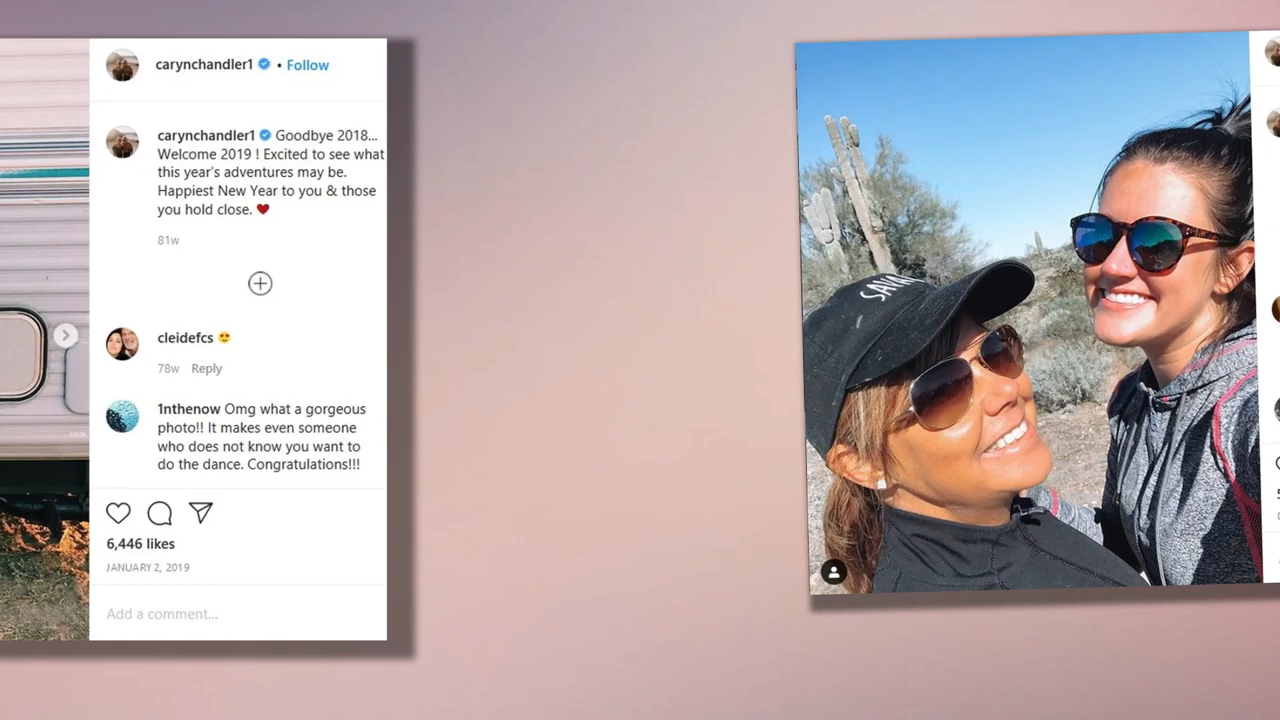 carynchandler1 • Follow
carynchandler1 Goodbye 2018...
Welcome 2019 ! Excited to see what
this year's adventures may be.
Happiest New Year to you & those
you hold close. ❤
81w
cleidefcs 😍
78w Reply
1nthenow Omg what a gorgeous
photo!! It makes even someone
who does not know you want to
do the dance. Congratulations!!!
6,446 likes
JANUARY 2, 2019
Add a comment...